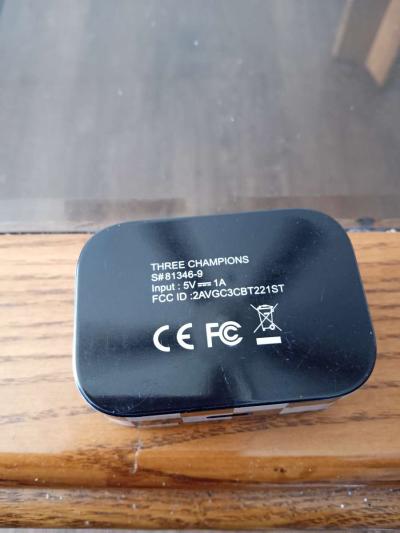 THREE CHAMPIONS
S# 81346-9
Input : 5V⎓1A
FCC ID :2AVGC3CBT221ST
CE FC